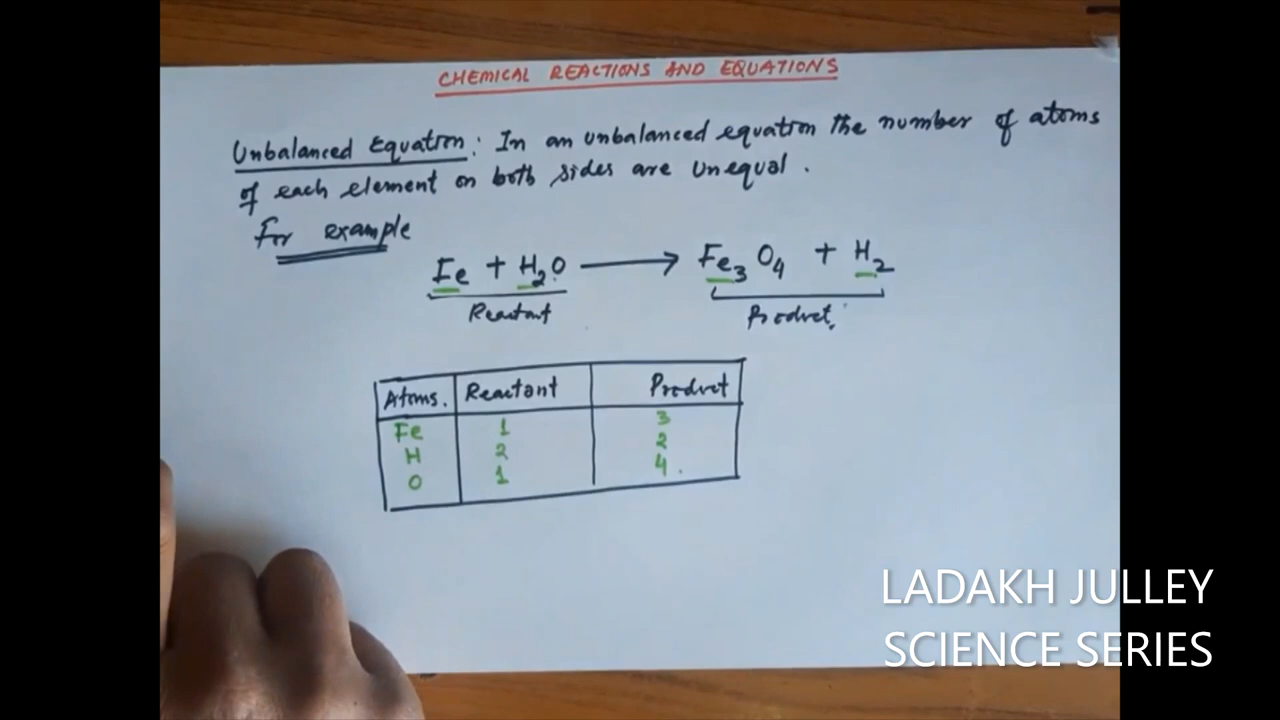 CHEMICAL REACTIONS AND EQUATIONS
Unbalanced Equation: In an unbalanced equation the number of atoms
of each element on both sides are unequal.
For example
Fe + H₂O ⟶ Fe₃O₄ + H₂
Reactant Product
Atoms. Reactant Product
Fe 1 3
H 2 2
O 1 4
LADAKH JULLEY
SCIENCE SERIES